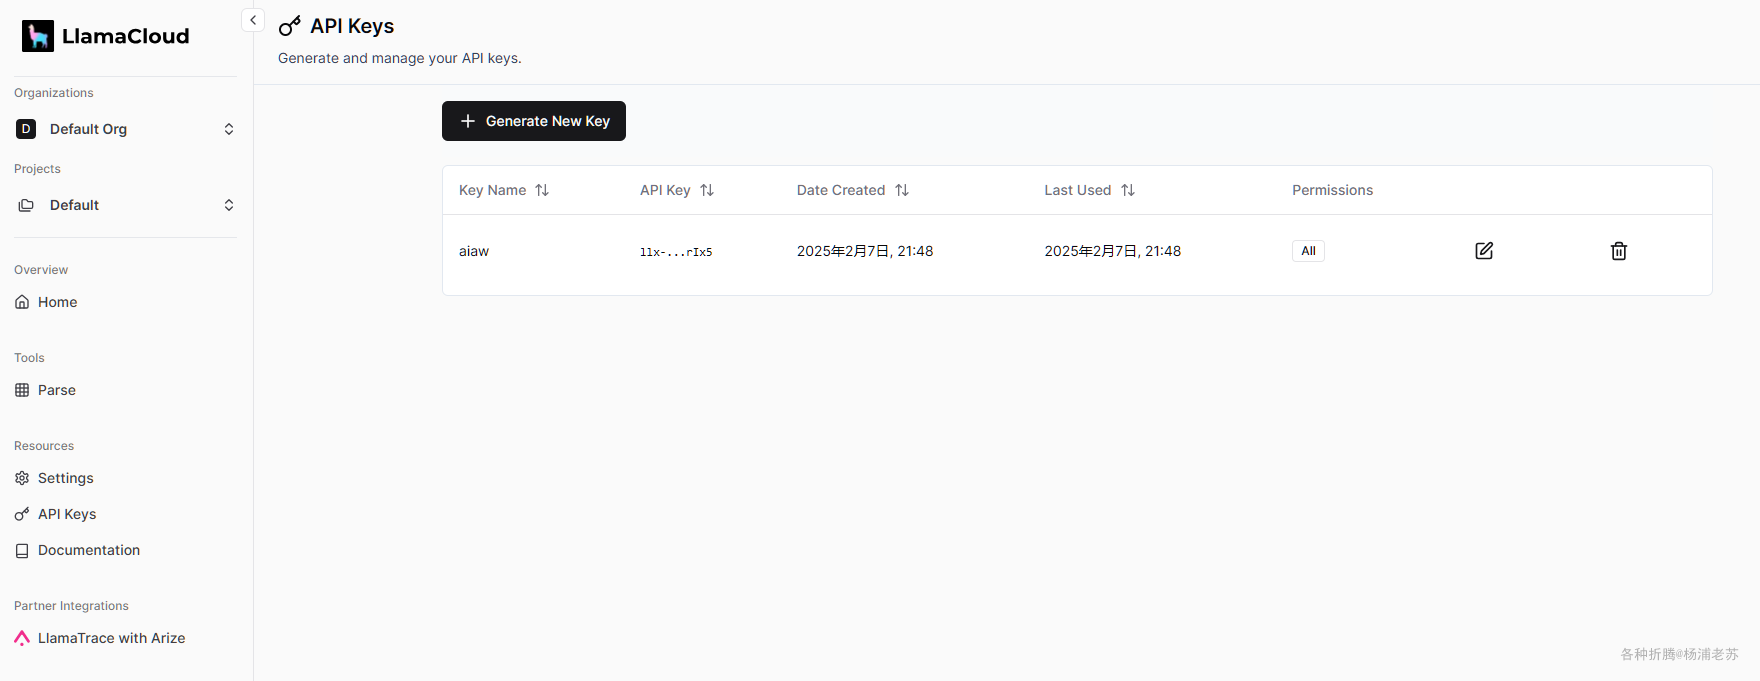 LlamaCloud
Organizations
D Default Org
Projects
Default
Overview
Home
Tools
Parse
Resources
Settings
API Keys
Documentation
Partner Integrations
LlamaTrace with Arize
API Keys
Generate and manage your API keys.
Generate New Key
Key Name API Key Date Created Last Used Permissions
aiaw llx-...rIx5 2025年2月7日, 21:48 2025年2月7日, 21:48 All
各种折腾@杨浦老苏